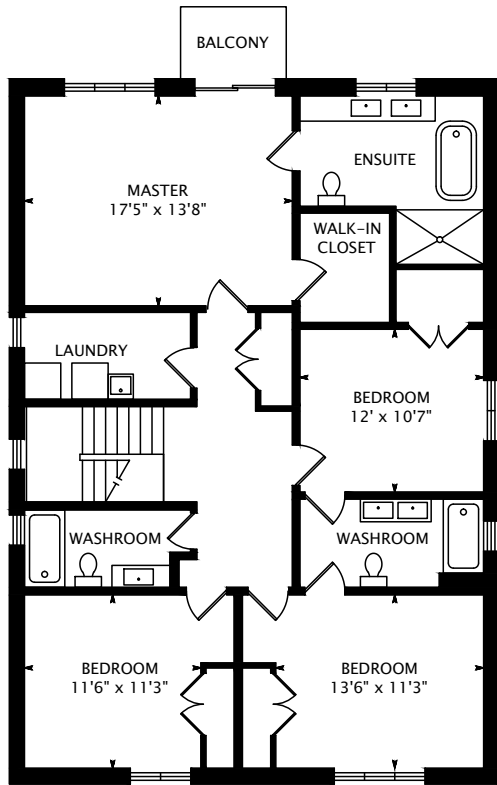 BALCONY
MASTER
17'5" x 13'8"
ENSUITE
WALK-IN
CLOSET
LAUNDRY
BEDROOM
12' x 10'7"
WASHROOM
WASHROOM
BEDROOM
11'6" x 11'3"
BEDROOM
13'6" x 11'3"